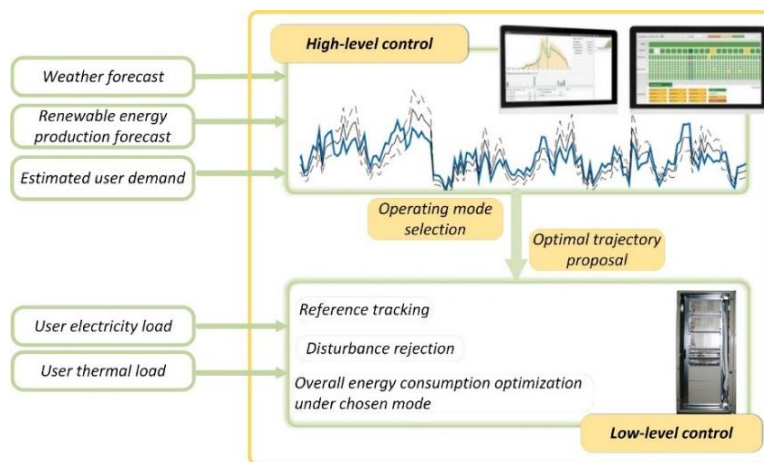 High-level control
Weather forecast
Renewable energy
production forecast
Estimated user demand
Operating mode
selection
Optimal trajectory
proposal
User electricity load
User thermal load
Reference tracking
Disturbance rejection
Overall energy consumption optimization
under chosen mode
Low-level control